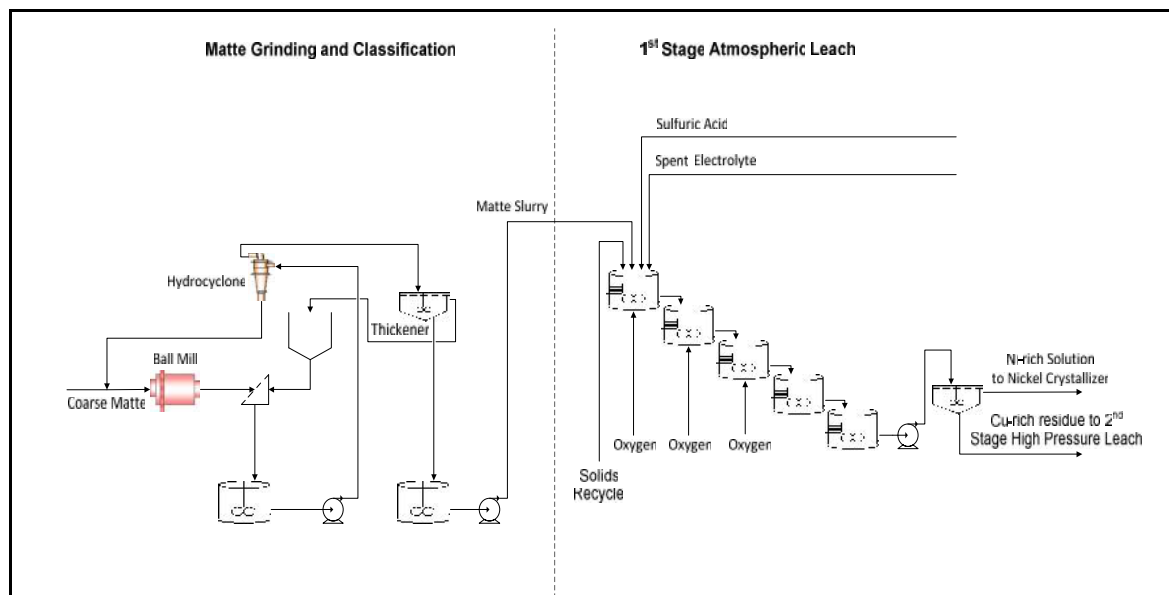 Matte Grinding and Classification
1st Stage Atmospheric Leach
Sulfuric Acid
Spent Electrolyte
Matte Slurry
Hydrocyclone
Thickener
Ball Mill
Coarse Matte
Ni-rich Solution
to Nickel Crystallizer
Cu-rich residue to 2nd
Stage High Pressure Leach
Oxygen
Oxygen
Oxygen
Solids
Recycle